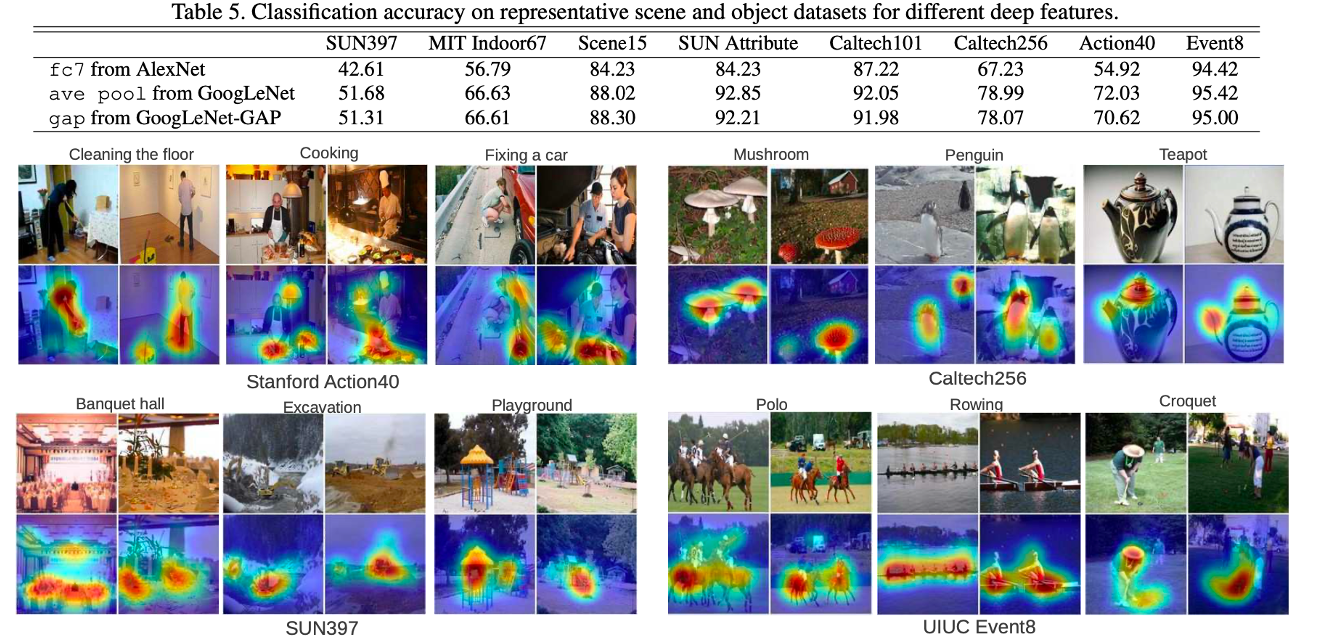 Table 5. Classification accuracy on representative scene and object datasets for different deep features.
SUN397 MIT Indoor67 Scene15 SUN Attribute Caltech101 Caltech256 Action40 Event8
fc7 from AlexNet 42.61 56.79 84.23 84.23 87.22 67.23 54.92 94.42
ave pool from GoogLeNet 51.68 66.63 88.02 92.85 92.05 78.99 72.03 95.42
gap from GoogLeNet-GAP 51.31 66.61 88.30 92.21 91.98 78.07 70.62 95.00
Cleaning the floor Cooking Fixing a car Mushroom Penguin Teapot
Stanford Action40 Caltech256
Banquet hall Excavation Playground Polo Rowing Croquet
SUN397 UIUC Event8